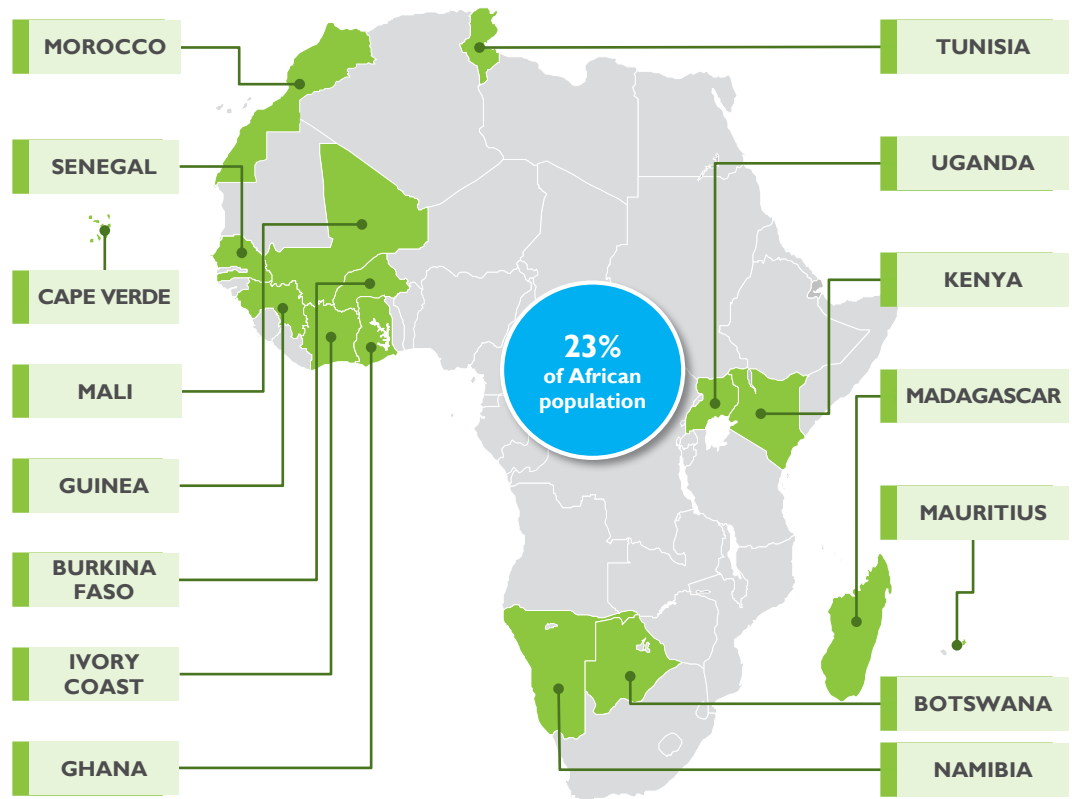 MOROCCO
SENEGAL
CAPE VERDE
MALI
GUINEA
BURKINA
FASO
IVORY
COAST
GHANA
23%
of African
population
TUNISIA
UGANDA
KENYA
MADAGASCAR
MAURITIUS
BOTSWANA
NAMIBIA